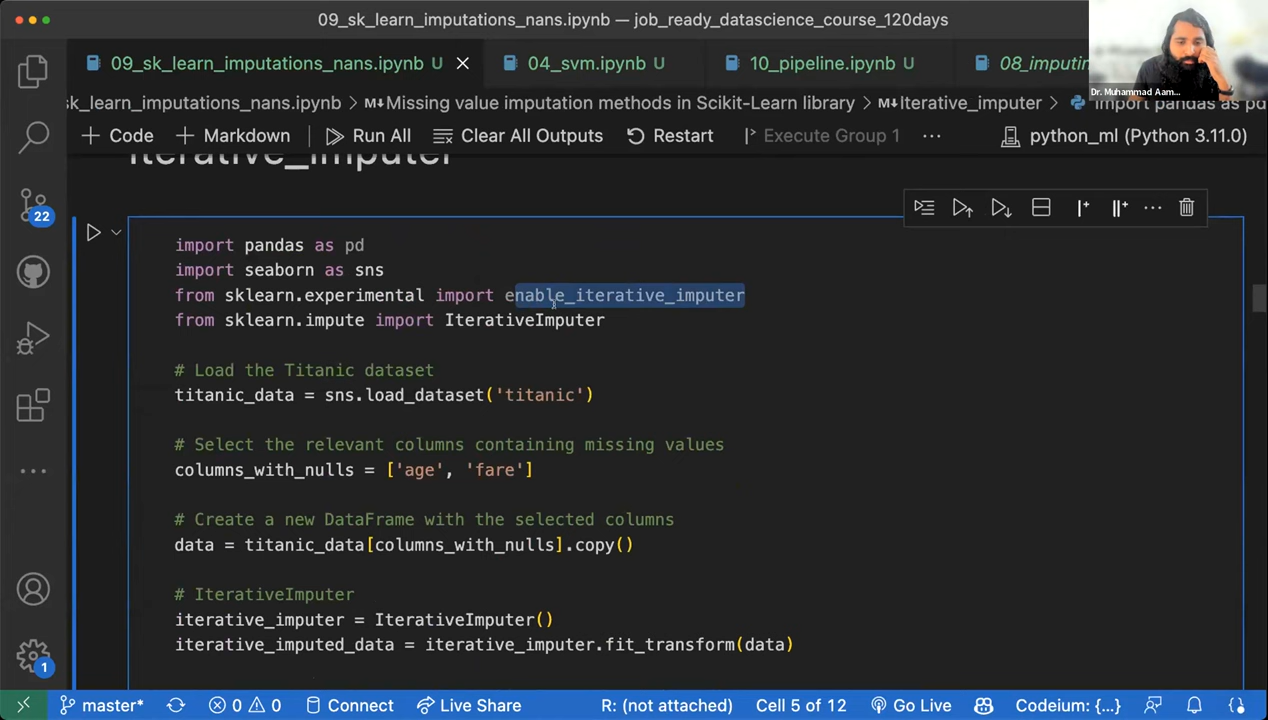 09_sk_learn_imputations_nans.ipynb — job_ready_datascience_course_120days
09_sk_learn_imputations_nans.ipynb U
04_svm.ipynb U
10_pipeline.ipynb U
08_imputin
Dr. Muhammad Aam...
sk_learn_imputations_nans.ipynb > M↓Missing value imputation methods in Scikit-Learn library > M↓Iterative_imputer > import pandas as pd
+ Code + Markdown Run All Clear All Outputs Restart Execute Group 1 ... python_ml (Python 3.11.0)
Iterative_imputer
import pandas as pd
import seaborn as sns
from sklearn.experimental import enable_iterative_imputer
from sklearn.impute import IterativeImputer
# Load the Titanic dataset
titanic_data = sns.load_dataset('titanic')
# Select the relevant columns containing missing values
columns_with_nulls = ['age', 'fare']
# Create a new DataFrame with the selected columns
data = titanic_data[columns_with_nulls].copy()
# IterativeImputer
iterative_imputer = IterativeImputer()
iterative_imputed_data = iterative_imputer.fit_transform(data)
22
1
master* 0 0 Connect Live Share R: (not attached) Cell 5 of 12 Go Live Codeium: {...}